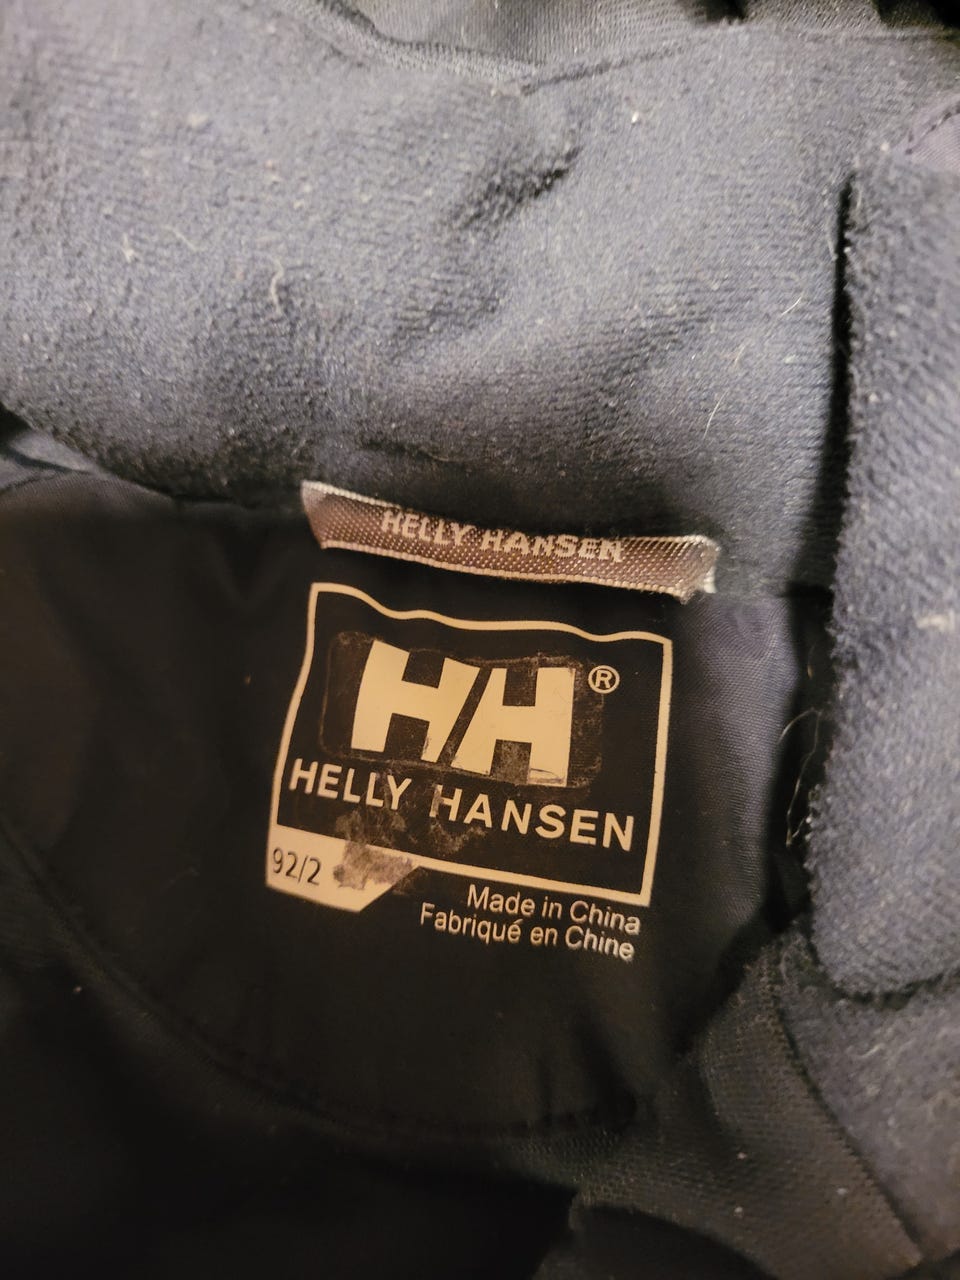 HELLY HANSEN
HH®
HELLY HANSEN
92/2
Made in China
Fabriqué en Chine